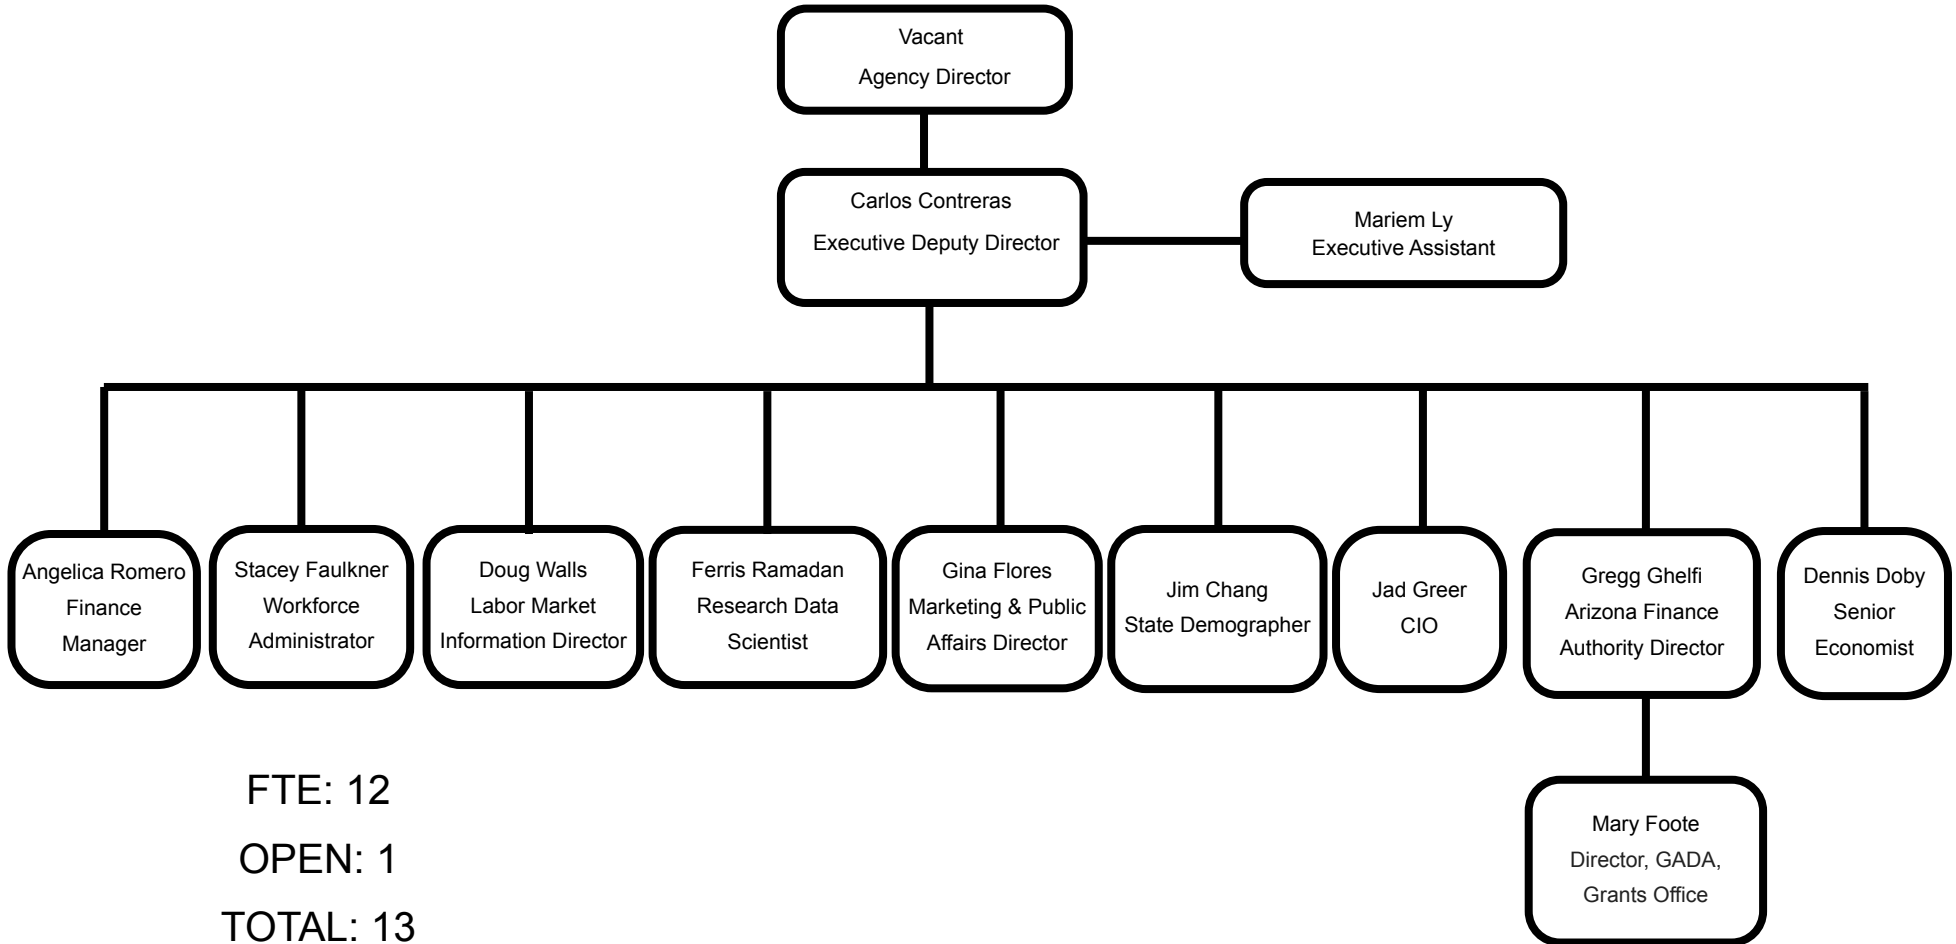 Vacant
Agency Director
Carlos Contreras
Executive Deputy Director
Mariem Ly
Executive Assistant
Angelica Romero
Finance
Manager
Stacey Faulkner
Workforce
Administrator
Doug Walls
Labor Market
Information Director
Ferris Ramadan
Research Data
Scientist
Gina Flores
Marketing & Public
Affairs Director
Jim Chang
State Demographer
Jad Greer
CIO
Gregg Ghelfi
Arizona Finance
Authority Director
Dennis Doby
Senior
Economist
Mary Foote
Director, GADA,
Grants Office
FTE: 12
OPEN: 1
TOTAL: 13